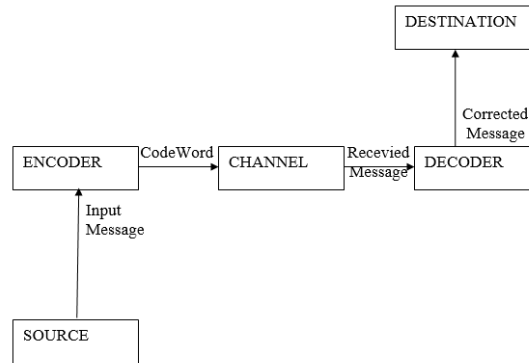 DESTINATION
Corrected
Message
CodeWord
Recevied
Message
ENCODER
CHANNEL
DECODER
Input
Message
SOURCE